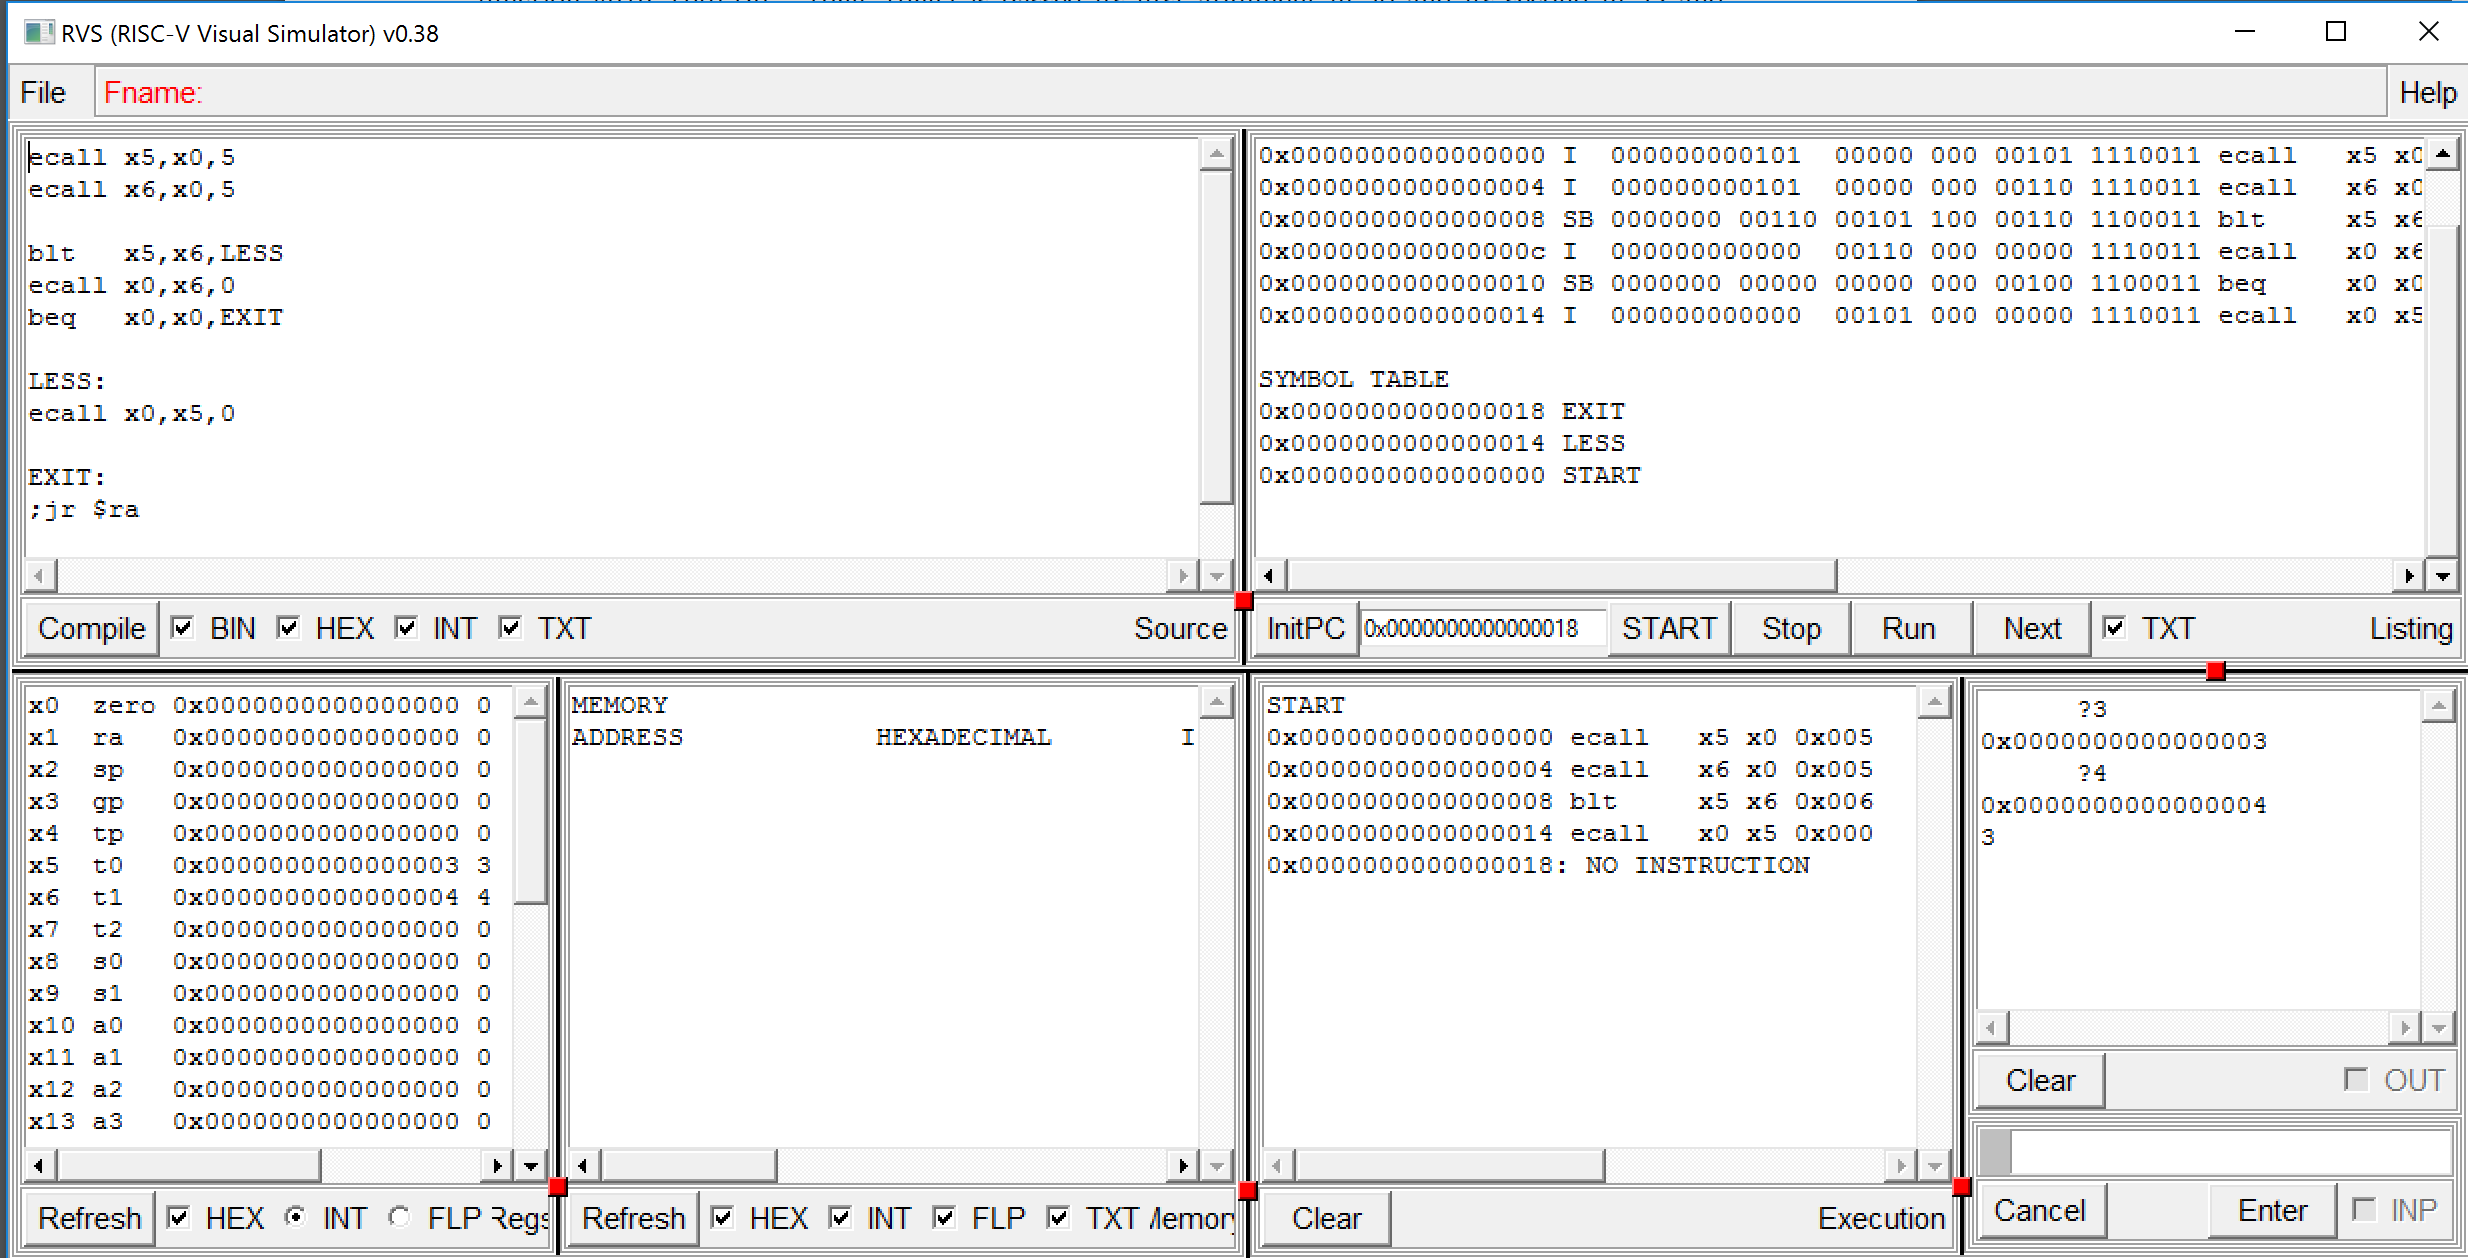 RVS (RISC-V Visual Simulator) v0.38
File Fname: Help
ecall x5,x0,5
ecall x6,x0,5
blt   x5,x6,LESS
ecall x0,x6,0
beq   x0,x0,EXIT
LESS:
ecall x0,x5,0
EXIT:
;jr $ra
Compile BIN HEX INT TXT Source
0x0000000000000000 I  000000000101  00000 000 00101 1110011 ecall   x5 x0
0x0000000000000004 I  000000000101  00000 000 00110 1110011 ecall   x6 x0
0x0000000000000008 SB 0000000 00110 00101 100 00110 1100011 blt     x5 x6
0x000000000000000c I  000000000000  00110 000 00000 1110011 ecall   x0 x6
0x0000000000000010 SB 0000000 00000 00000 000 00100 1100011 beq     x0 x0
0x0000000000000014 I  000000000000  00101 000 00000 1110011 ecall   x0 x5
SYMBOL TABLE
0x0000000000000018 EXIT
0x0000000000000014 LESS
0x0000000000000000 START
InitPC 0x0000000000000018 START Stop Run Next TXT Listing
x0  zero 0x0000000000000000 0
x1  ra   0x0000000000000000 0
x2  sp   0x0000000000000000 0
x3  gp   0x0000000000000000 0
x4  tp   0x0000000000000000 0
x5  t0   0x0000000000000003 3
x6  t1   0x0000000000000004 4
x7  t2   0x0000000000000000 0
x8  s0   0x0000000000000000 0
x9  s1   0x0000000000000000 0
x10 a0   0x0000000000000000 0
x11 a1   0x0000000000000000 0
x12 a2   0x0000000000000000 0
x13 a3   0x0000000000000000 0
Refresh HEX INT FLP Regs
MEMORY
ADDRESS            HEXADECIMAL        I
Refresh HEX INT FLP TXT Memory
START
0x0000000000000000 ecall   x5 x0 0x005
0x0000000000000004 ecall   x6 x0 0x005
0x0000000000000008 blt     x5 x6 0x006
0x0000000000000014 ecall   x0 x5 0x000
0x0000000000000018: NO INSTRUCTION
Clear Execution
?3
0x0000000000000003
?4
0x0000000000000004
3
Clear OUT
Cancel Enter INP